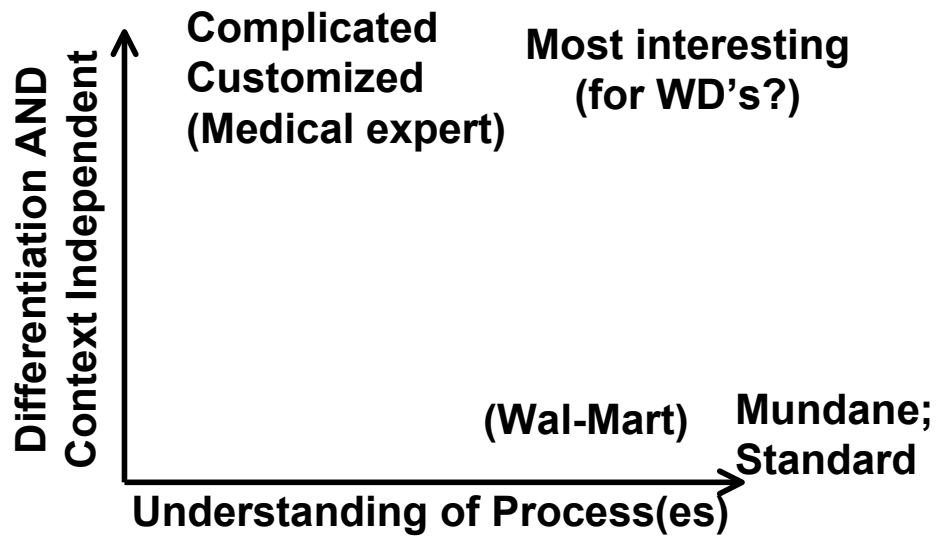 Differentiation AND
Context Independent
Complicated
Customized
(Medical expert)
Most interesting
(for WD's?)
(Wal-Mart)
Mundane;
Standard
Understanding of Process(es)